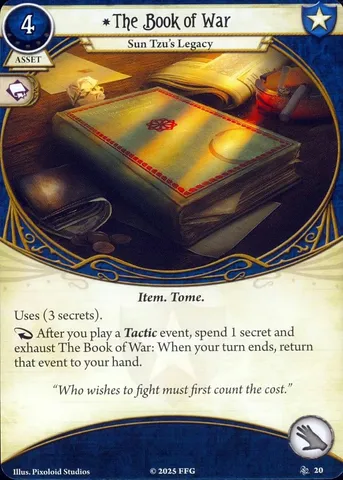 4
ASSET
*The Book of War
Sun Tzu's Legacy
Item. Tome.
Uses (3 secrets).
After you play a Tactic event, spend 1 secret and
exhaust The Book of War: When your turn ends, return
that event to your hand.
"Who wishes to fight must first count the cost."
Illus. Pixoloid Studios
© 2025 FFG
20